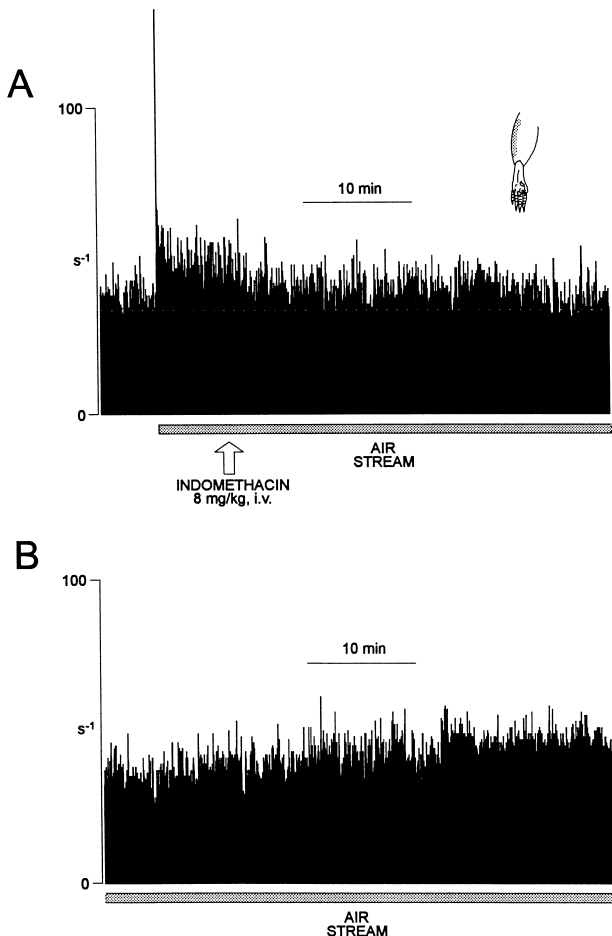 A
100
10 min
s-1
0
AIR
STREAM
INDOMETHACIN
8 mg/kg, i.v.
B
100
10 min
s-1
0
AIR
STREAM